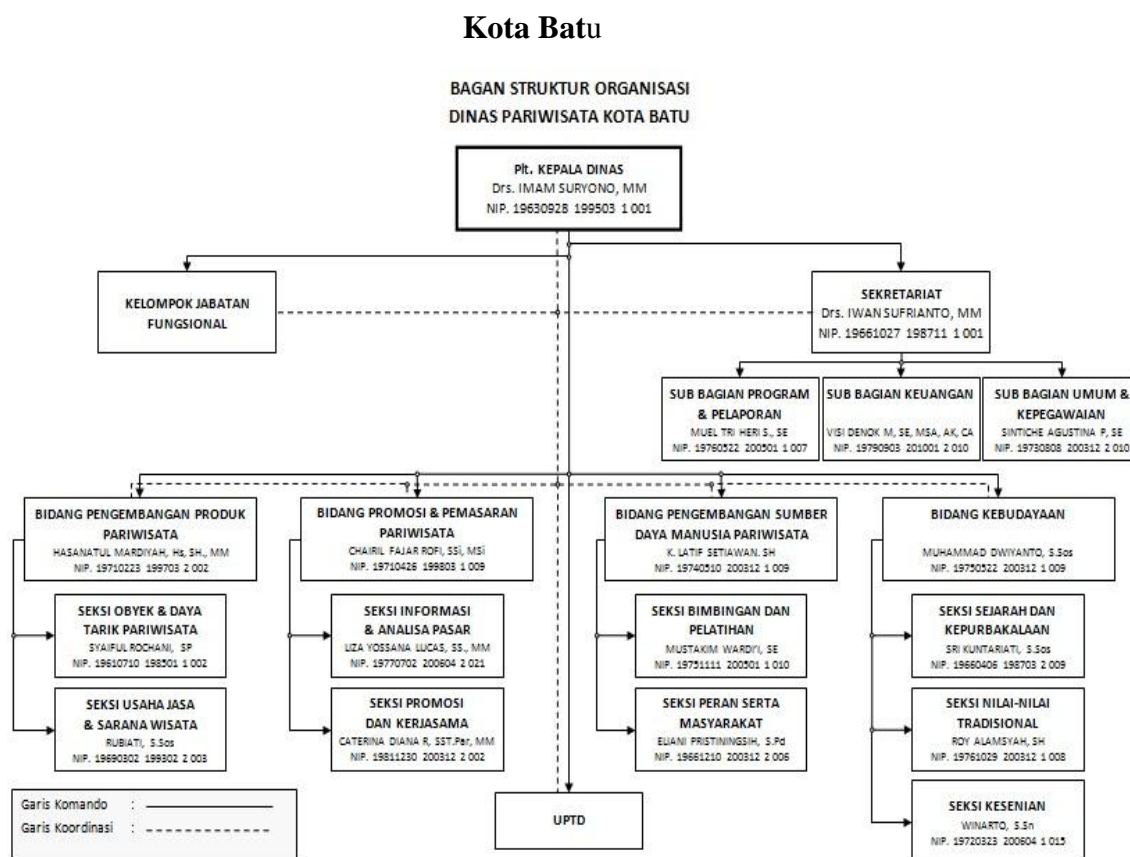 Kota Batu
BAGAN STRUKTUR ORGANISASI
DINAS PARIWISATA KOTA BATU
Plt. KEPALA DINAS
Drs. IMAM SURYONO, MM
NIP. 19630928 199503 1 001
KELOMPOK JABATAN
FUNGSIONAL
SEKRETARIAT
Drs. IWAN SUFRIANTO, MM
NIP. 19661027 198711 1 001
SUB BAGIAN PROGRAM
& PELAPORAN
MUEL TRI HERI S., SE
NIP. 19760522 200501 1 007
SUB BAGIAN KEUANGAN
VISI DENOK M, SE, MSA, AK, CA
NIP. 19790903 201001 2 010
SUB BAGIAN UMUM &
KEPEGAWAIAN
SINTICHE AGUSTINA P, SE
NIP. 19730808 200312 2 010
BIDANG PENGEMBANGAN PRODUK
PARIWISATA
HASANATUL MARDIYAH, Hs, SH., MM
NIP. 19710223 199703 2 002
BIDANG PROMOSI & PEMASARAN
PARIWISATA
CHAIRIL FAJAR ROFI, SSi, MSi
NIP. 19710426 199803 1 009
BIDANG PENGEMBANGAN SUMBER
DAYA MANUSIA PARIWISATA
K. LATIF SETIAWAN. SH
NIP. 19740510 200312 1 009
BIDANG KEBUDAYAAN
MUHAMMAD DWIYANTO, S.Sos
NIP. 19750522 200312 1 009
SEKSI OBYEK & DAYA
TARIK PARIWISATA
SYAIFUL ROCHANI, SP
NIP. 19610710 198501 1 002
SEKSI INFORMASI
& ANALISA PASAR
LIZA YOSSANA LUCAS, SS., MM
NIP. 19770702 200604 2 021
SEKSI BIMBINGAN DAN
PELATIHAN
MUSTAKIM WARDI'I, SE
NIP. 19751111 200501 1 010
SEKSI SEJARAH DAN
KEPURBAKALAAN
SRI KUNTARIATI, S.Sos
NIP. 19660406 198703 2 009
SEKSI USAHA JASA
& SARANA WISATA
RUBIATI, S.Sos
NIP. 19690302 199302 2 003
SEKSI PROMOSI
DAN KERJASAMA
CATERINA DIANA R, SST.Par, MM
NIP. 19811230 200312 2 002
SEKSI PERAN SERTA
MASYARAKAT
ELIANI PRISTININGSIH, S.Pd
NIP. 19661210 200312 2 006
SEKSI NILAI-NILAI
TRADISIONAL
ROY ALAMSYAH, SH
NIP. 19761029 200312 1 008
SEKSI KESENIAN
WINARTO, S.Sn
NIP. 19720323 200604 1 015
UPTD
Garis Komando :
Garis Koordinasi :